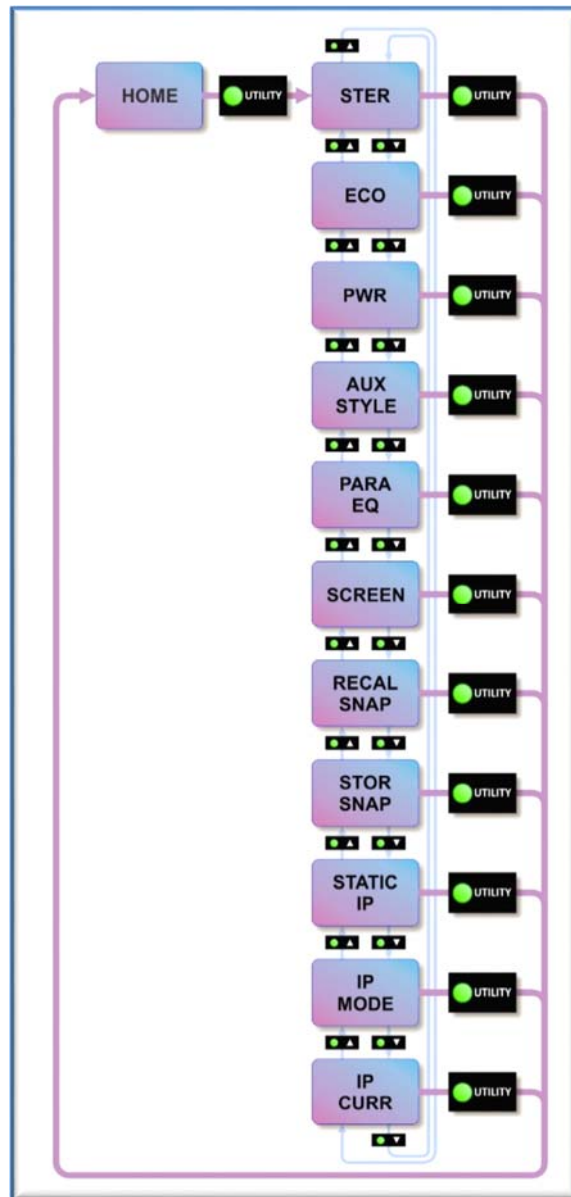 ▲
HOME
UTILITY
STER
UTILITY
▲ ▼
ECO
UTILITY
▲ ▼
PWR
UTILITY
▲ ▼
AUX
STYLE
UTILITY
▲ ▼
PARA
EQ
UTILITY
▲ ▼
SCREEN
UTILITY
▲ ▼
RECAL
SNAP
UTILITY
▲ ▼
STOR
SNAP
UTILITY
▲ ▼
STATIC
IP
UTILITY
▲ ▼
IP
MODE
UTILITY
▲ ▼
IP
CURR
UTILITY
▼